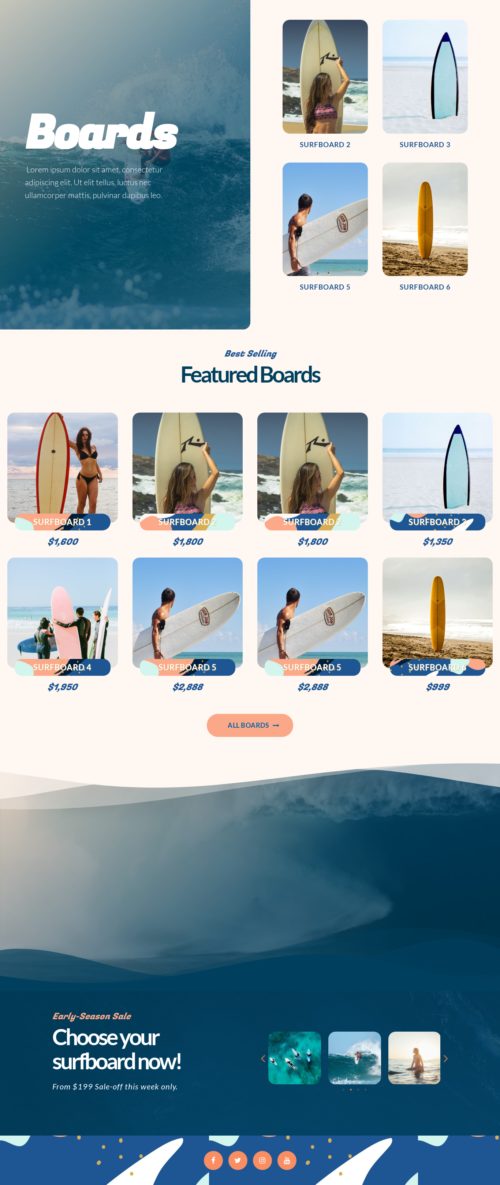 Boards
Lorem ipsum dolor sit amet, consectetur
adipiscing elit. Ut elit tellus, luctus nec
ullamcorper mattis, pulvinar dapibus leo.
SURFBOARD 2
SURFBOARD 3
SURFBOARD 5
SURFBOARD 6
Best Selling
Featured Boards
SURFBOARD 1
SURFBOARD
SURFBOARD
SURFBOARD 3
$1,600
$1,800
$1,800
$1,350
SURFBOARD 4
SURFBOARD 5
SURFBOARD 5
SURFBOARD 6
$1,950
$2,888
$2,888
$999
ALL BOARDS →
Early-Season Sale
Choose your
surfboard now!
From $199 Sale-off this week only.